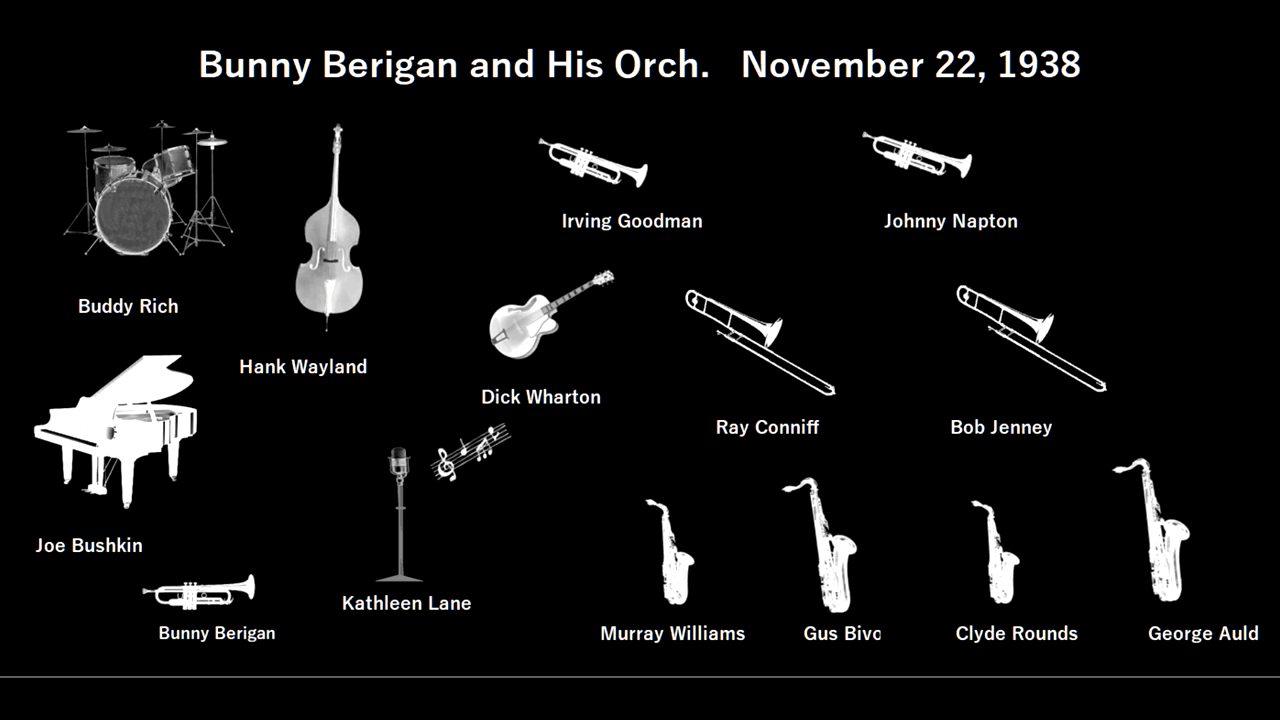 Bunny Berigan and His Orch. November 22, 1938
Irving Goodman
Johnny Napton
Buddy Rich
Hank Wayland
Dick Wharton
Ray Conniff
Bob Jenney
Joe Bushkin
Kathleen Lane
Bunny Berigan
Murray Williams
Gus Bivo
Clyde Rounds
George Auld